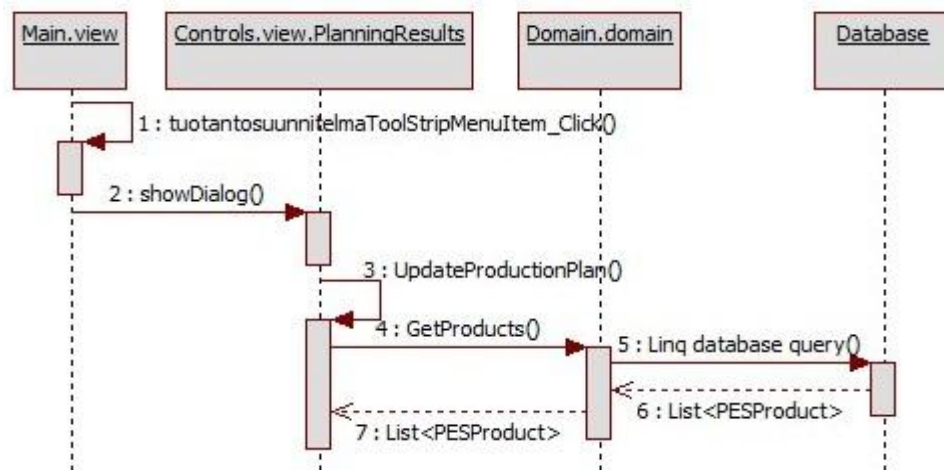 Main.view
Controls.view.PlanningResults
Domain.domain
Database
1 : tuotantosuunnitelmaToolStripMenuItem_Click()
2 : showDialog()
3 : UpdateProductionPlan()
4 : GetProducts()
5 : Linq database query()
6 : List<PESProduct>
7 : List<PESProduct>